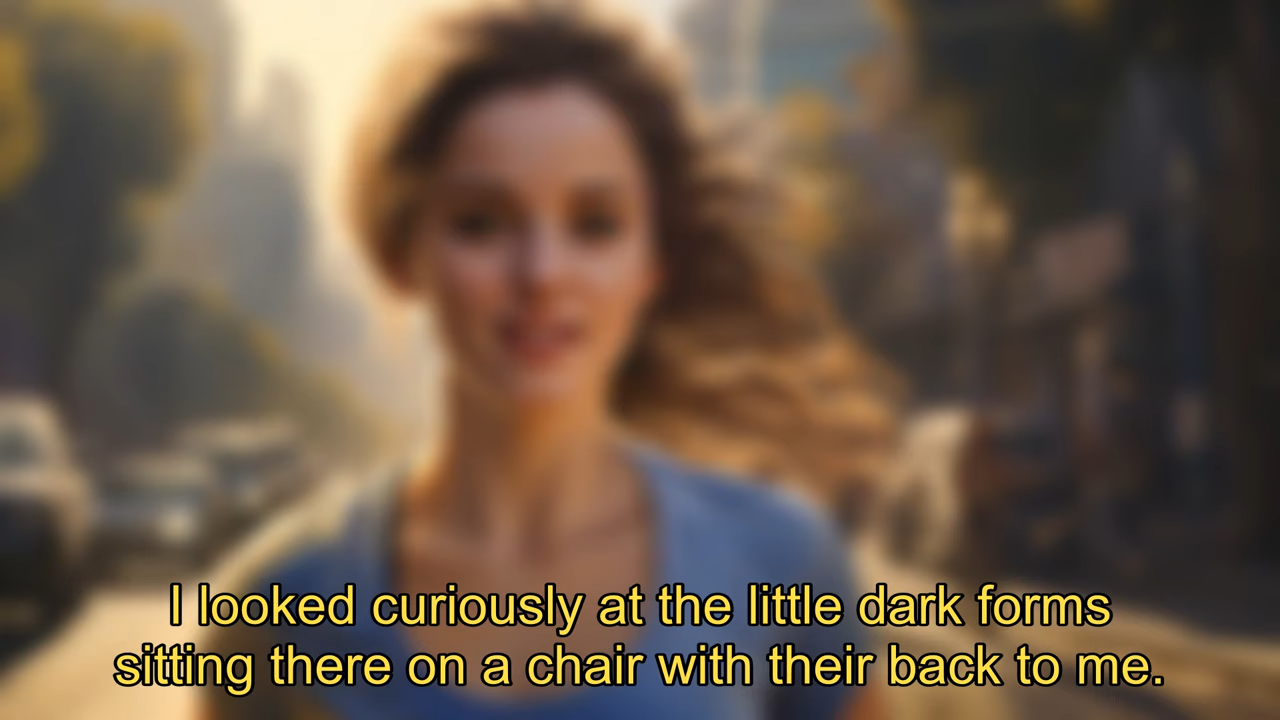 I looked curiously at the little dark forms
sitting there on a chair with their back to me.